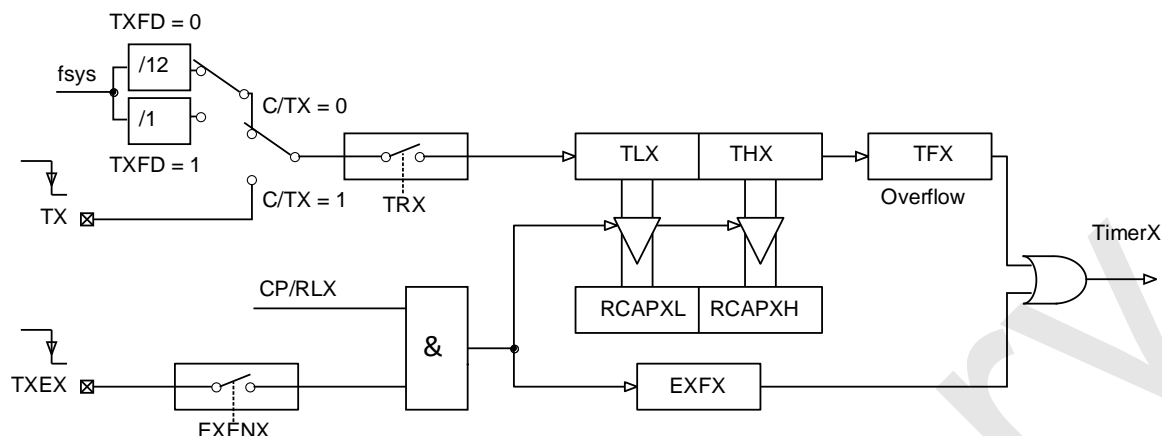 TXFD = 0
/12
fsys
C/TX = 0
/1
TXFD = 1
TLX
THX
TFX
Overflow
TX
C/TX = 1
TRX
TimerX
CP/RLX
RCAPXL
RCAPXH
&
TXEX
EXFX
EXENX